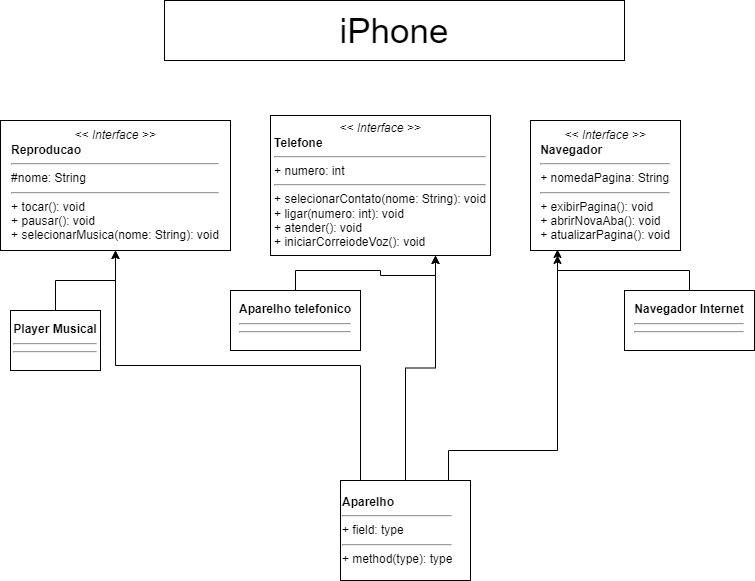 iPhone
<< Interface >>
Reproducao
#nome: String
+ tocar(): void
+ pausar(): void
+ selecionarMusica(nome: String): void
<< Interface >>
Telefone
+ numero: int
+ selecionarContato(nome: String): void
+ ligar(numero: int): void
+ atender(): void
+ iniciarCorreiodeVoz(): void
<< Interface >>
Navegador
+ nomedaPagina: String
+ exibirPagina(): void
+ abrirNovaAba(): void
+ atualizarPagina(): void
Player Musical
Aparelho telefonico
Navegador Internet
Aparelho
+ field: type
+ method(type): type